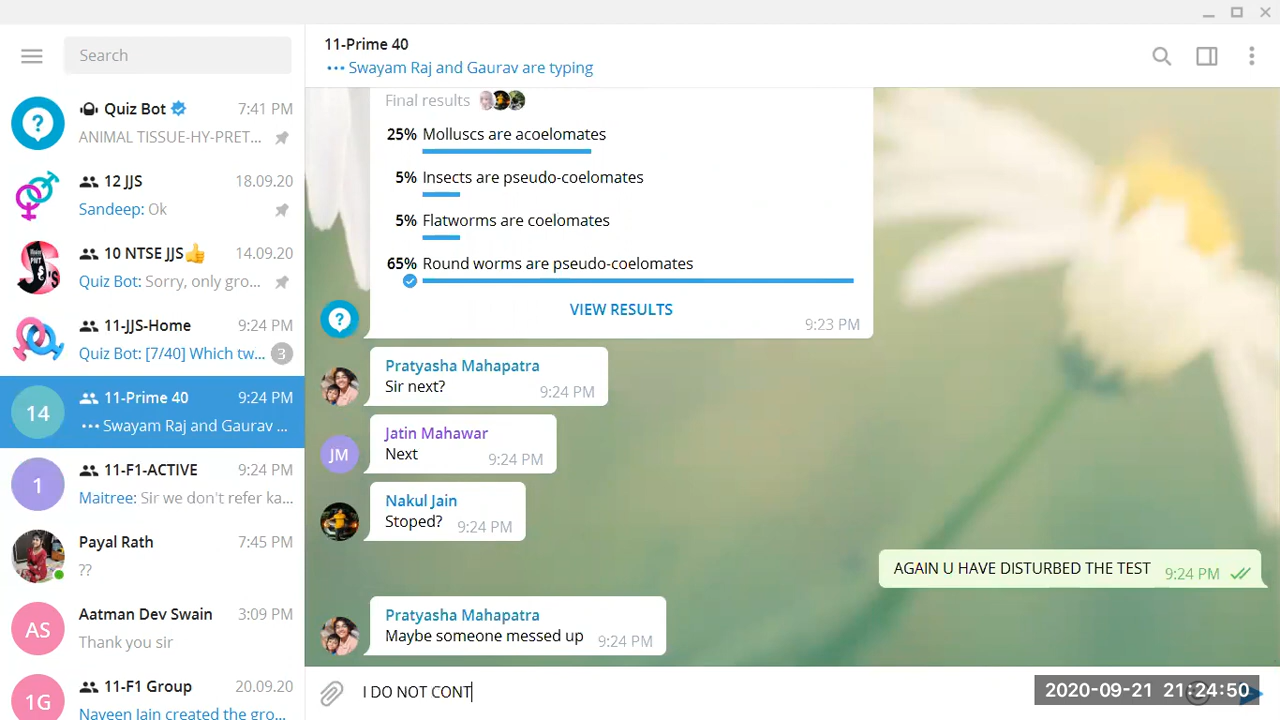 Search
Quiz Bot 7:41 PM
ANIMAL TISSUE-HY-PRET...
12 JJS 18.09.20
Sandeep: Ok
10 NTSE JJS👍 14.09.20
Quiz Bot: Sorry, only gro...
11-JJS-Home 9:24 PM
Quiz Bot: [7/40] Which tw... 3
14 11-Prime 40 9:24 PM
Swayam Raj and Gaurav ...
1 11-F1-ACTIVE 9:24 PM
Maitree: Sir we don't refer ka...
Payal Rath 7:45 PM
??
AS Aatman Dev Swain 3:09 PM
Thank you sir
1G 11-F1 Group 20.09.20
Naveen Jain created the gro...
11-Prime 40
Swayam Raj and Gaurav are typing
Final results
25% Molluscs are acoelomates
5% Insects are pseudo-coelomates
5% Flatworms are coelomates
65% Round worms are pseudo-coelomates
VIEW RESULTS
9:23 PM
Pratyasha Mahapatra
Sir next? 9:24 PM
JM Jatin Mahawar
Next 9:24 PM
Nakul Jain
Stoped? 9:24 PM
AGAIN U HAVE DISTURBED THE TEST 9:24 PM
Pratyasha Mahapatra
Maybe someone messed up 9:24 PM
I DO NOT CONT
2020-09-21 21:24:50